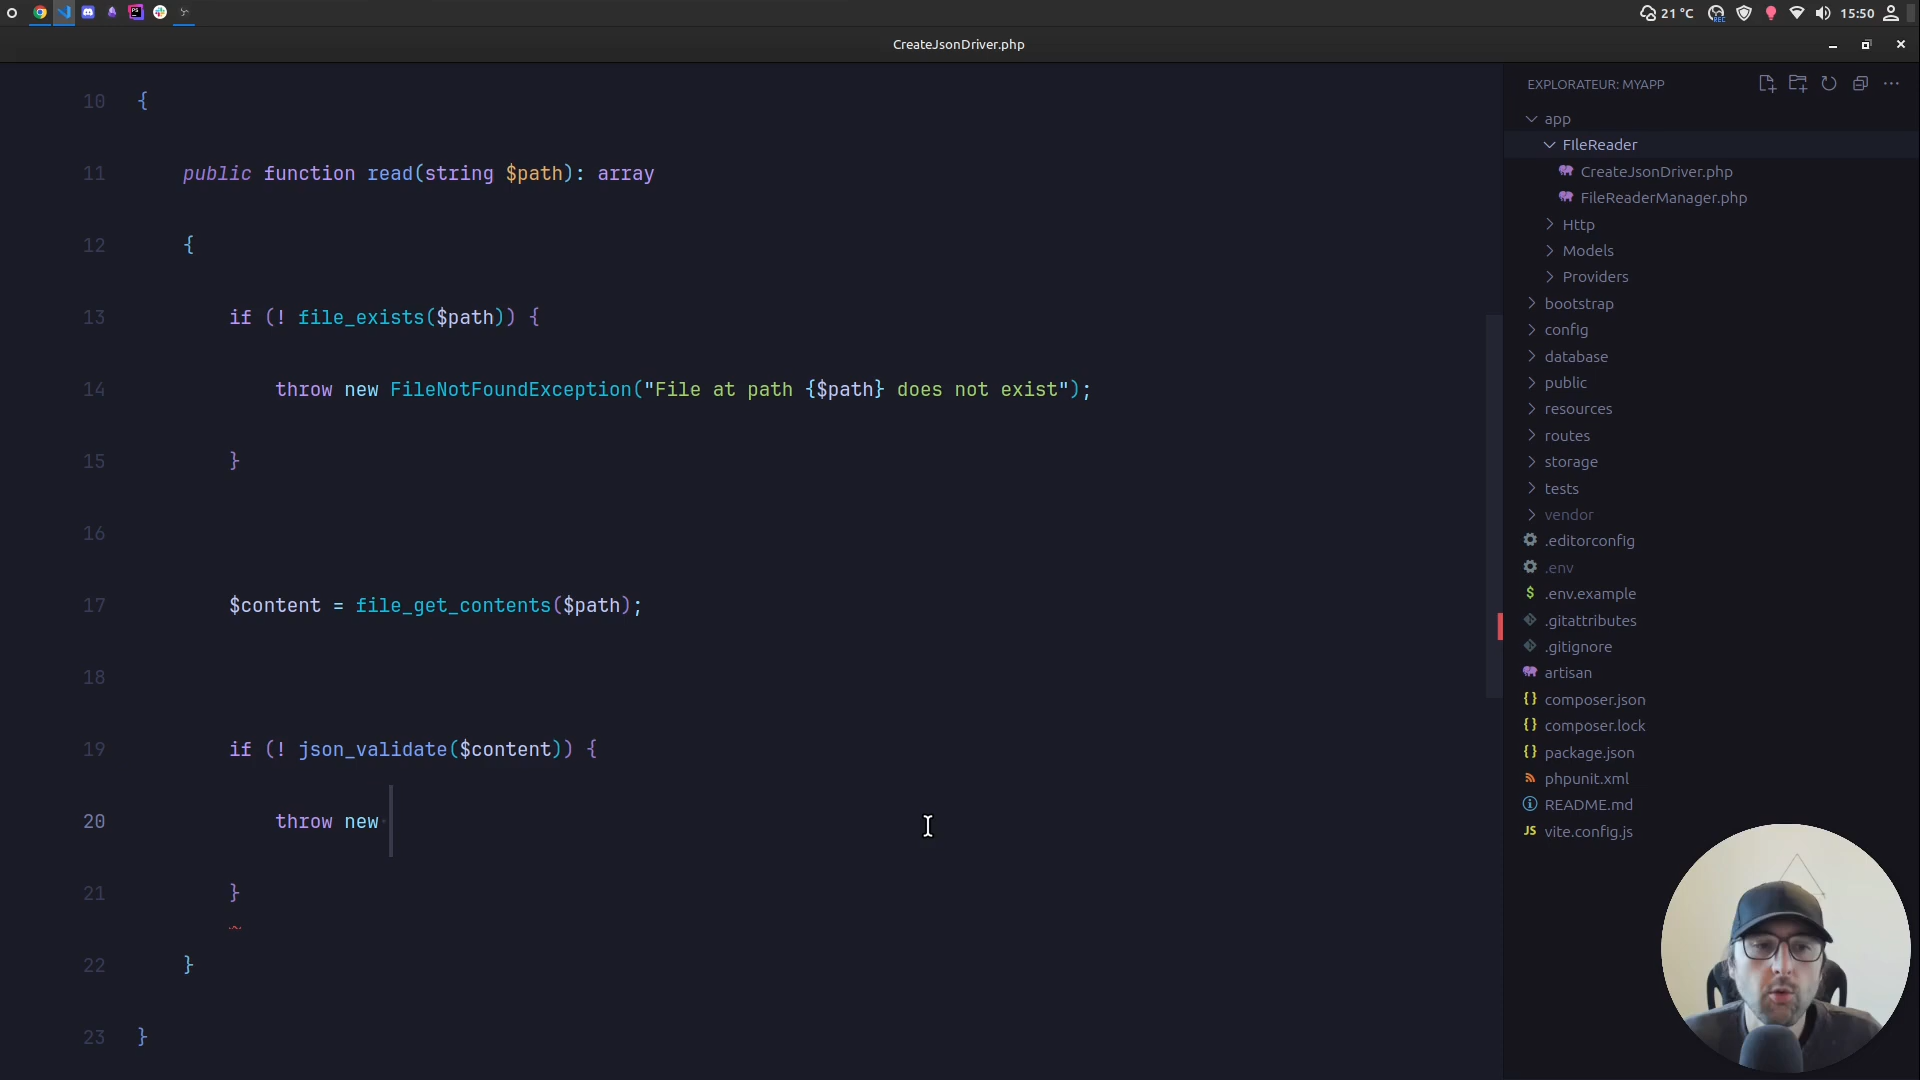 21 °C
REC
15:50
CreateJsonDriver.php
10 {
11 public function read(string $path): array
12 {
13 if (! file_exists($path)) {
14 throw new FileNotFoundException("File at path {$path} does not exist");
15 }
16
17 $content = file_get_contents($path);
18
19 if (! json_validate($content)) {
20 throw new
21 }
22 }
23 }
EXPLORATEUR: MYAPP
app
FIleReader
CreateJsonDriver.php
FileReaderManager.php
Http
Models
Providers
bootstrap
config
database
public
resources
routes
storage
tests
vendor
.editorconfig
.env
$ .env.example
.gitattributes
.gitignore
artisan
{} composer.json
{} composer.lock
{} package.json
phpunit.xml
README.md
JS vite.config.js